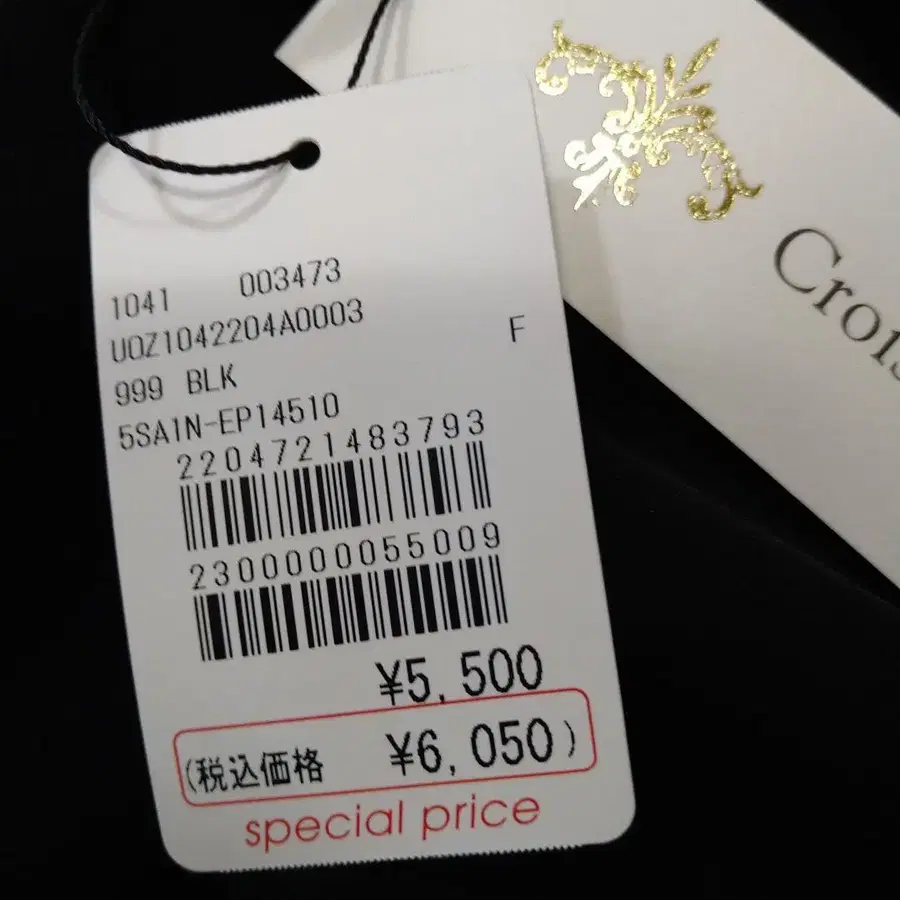 1041 003473
U0Z1042204A0003
F
999 BLK
5SA1N-EP14510
2204721483793
2300000055009
¥5,500
(税込価格 ¥6,050)
special price
Crois